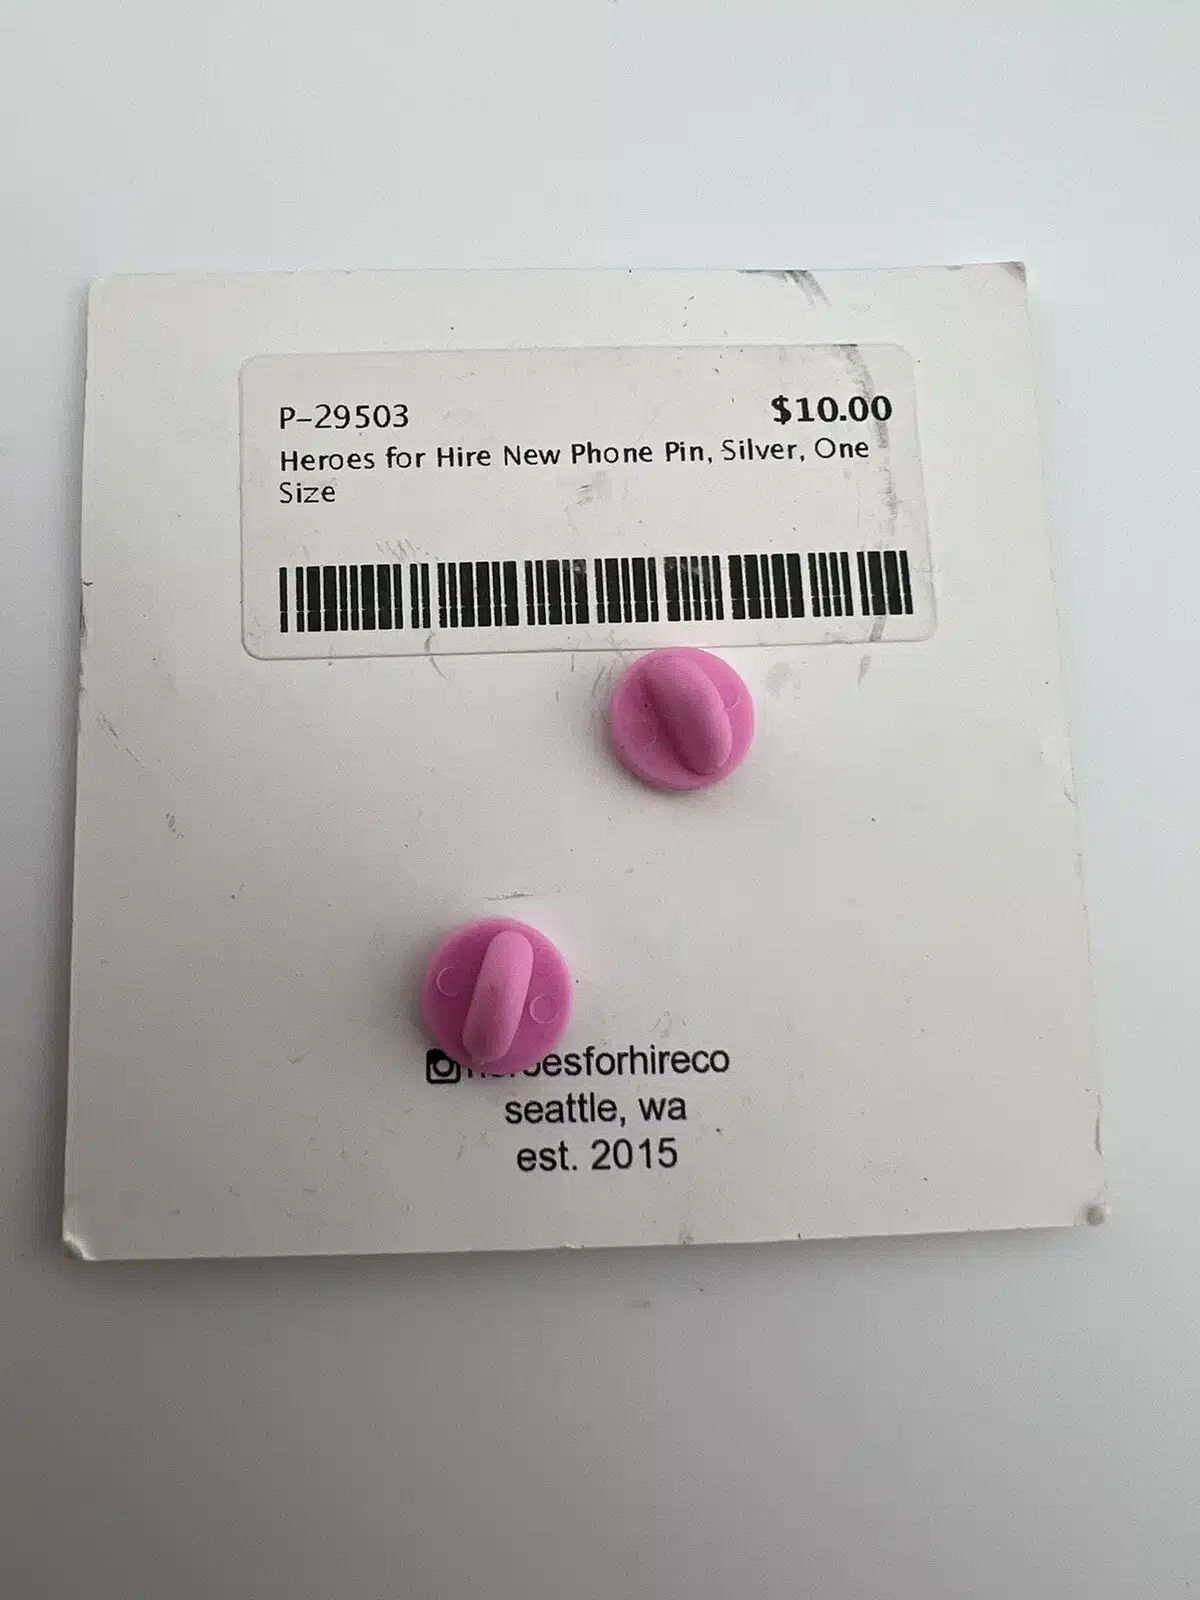 P-29503 $10.00
Heroes for Hire New Phone Pin, Silver, One
Size
seattle, wa
est. 2015